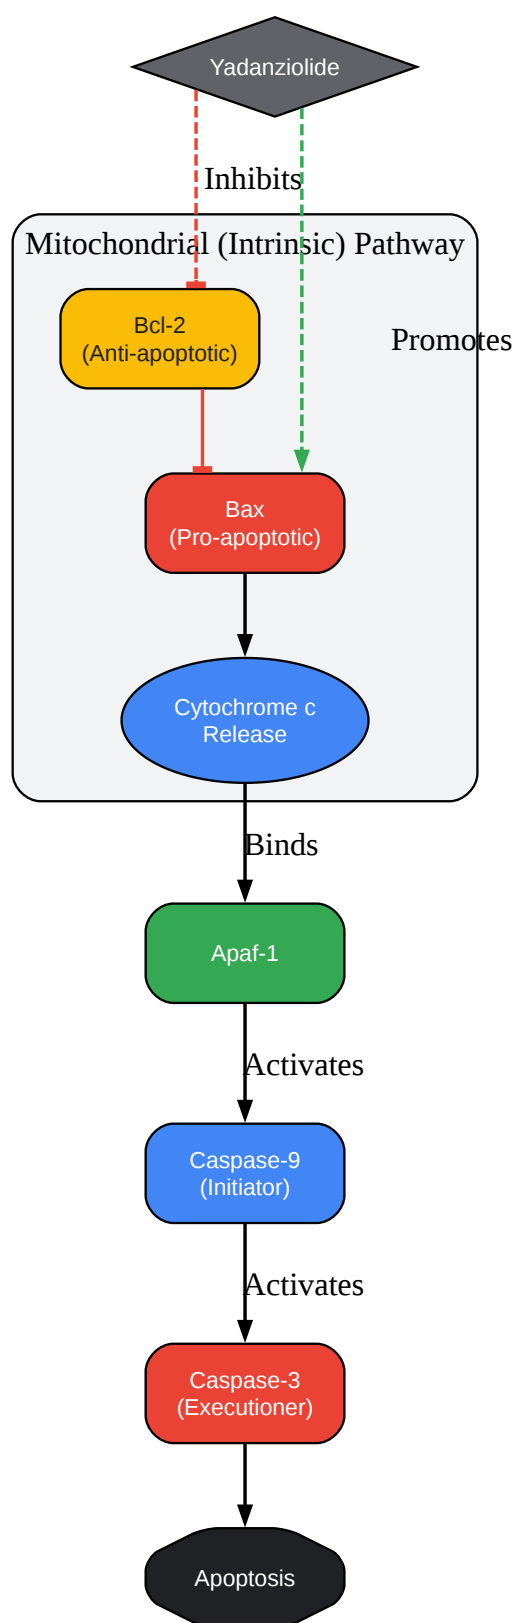 Yadanziolide
Inhibits
Mitochondrial (Intrinsic) Pathway
Bcl-2
(Anti-apoptotic)
Promotes
Bax
(Pro-apoptotic)
Cytochrome c
Release
Binds
Apaf-1
Activates
Caspase-9
(Initiator)
Activates
Caspase-3
(Executioner)
Apoptosis